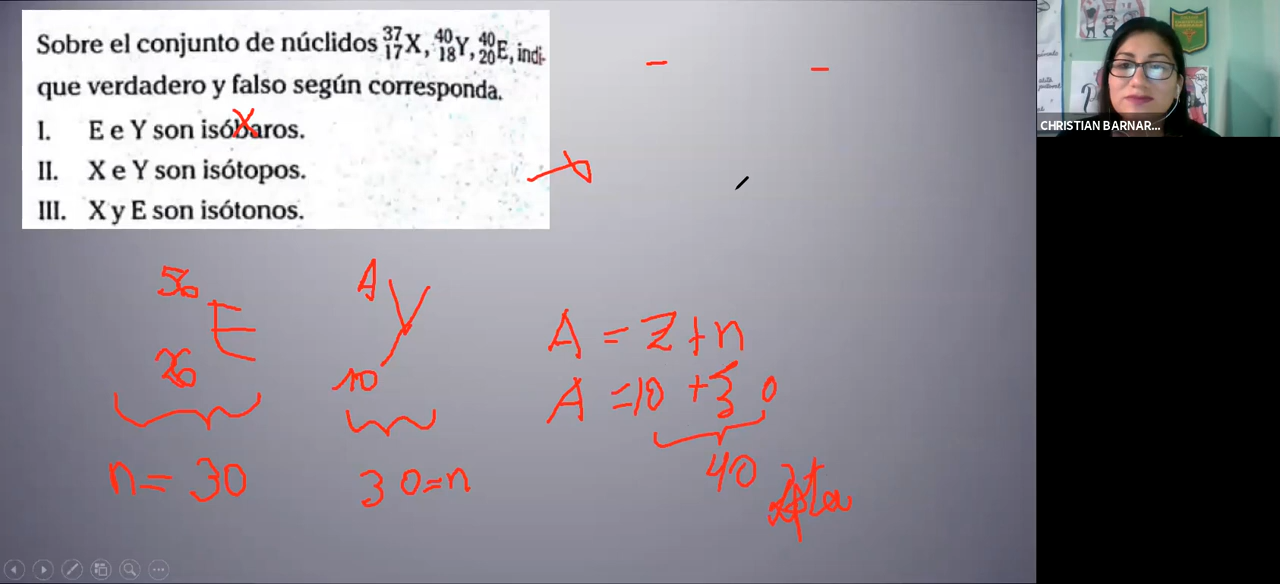 Sobre el conjunto de núclidos ³⁷₁₇X, ⁴⁰₁₈Y, ⁴⁰₂₀E, indi-
que verdadero y falso según corresponda.
I. E e Y son isóbaros.
II. X e Y son isótopos.
III. X y E son isótonos.
56
E
26
n = 30
A
Y
10
30=n
A = Z+n
A =10 +30
40
Rpta
CHRISTIAN BARNAR...